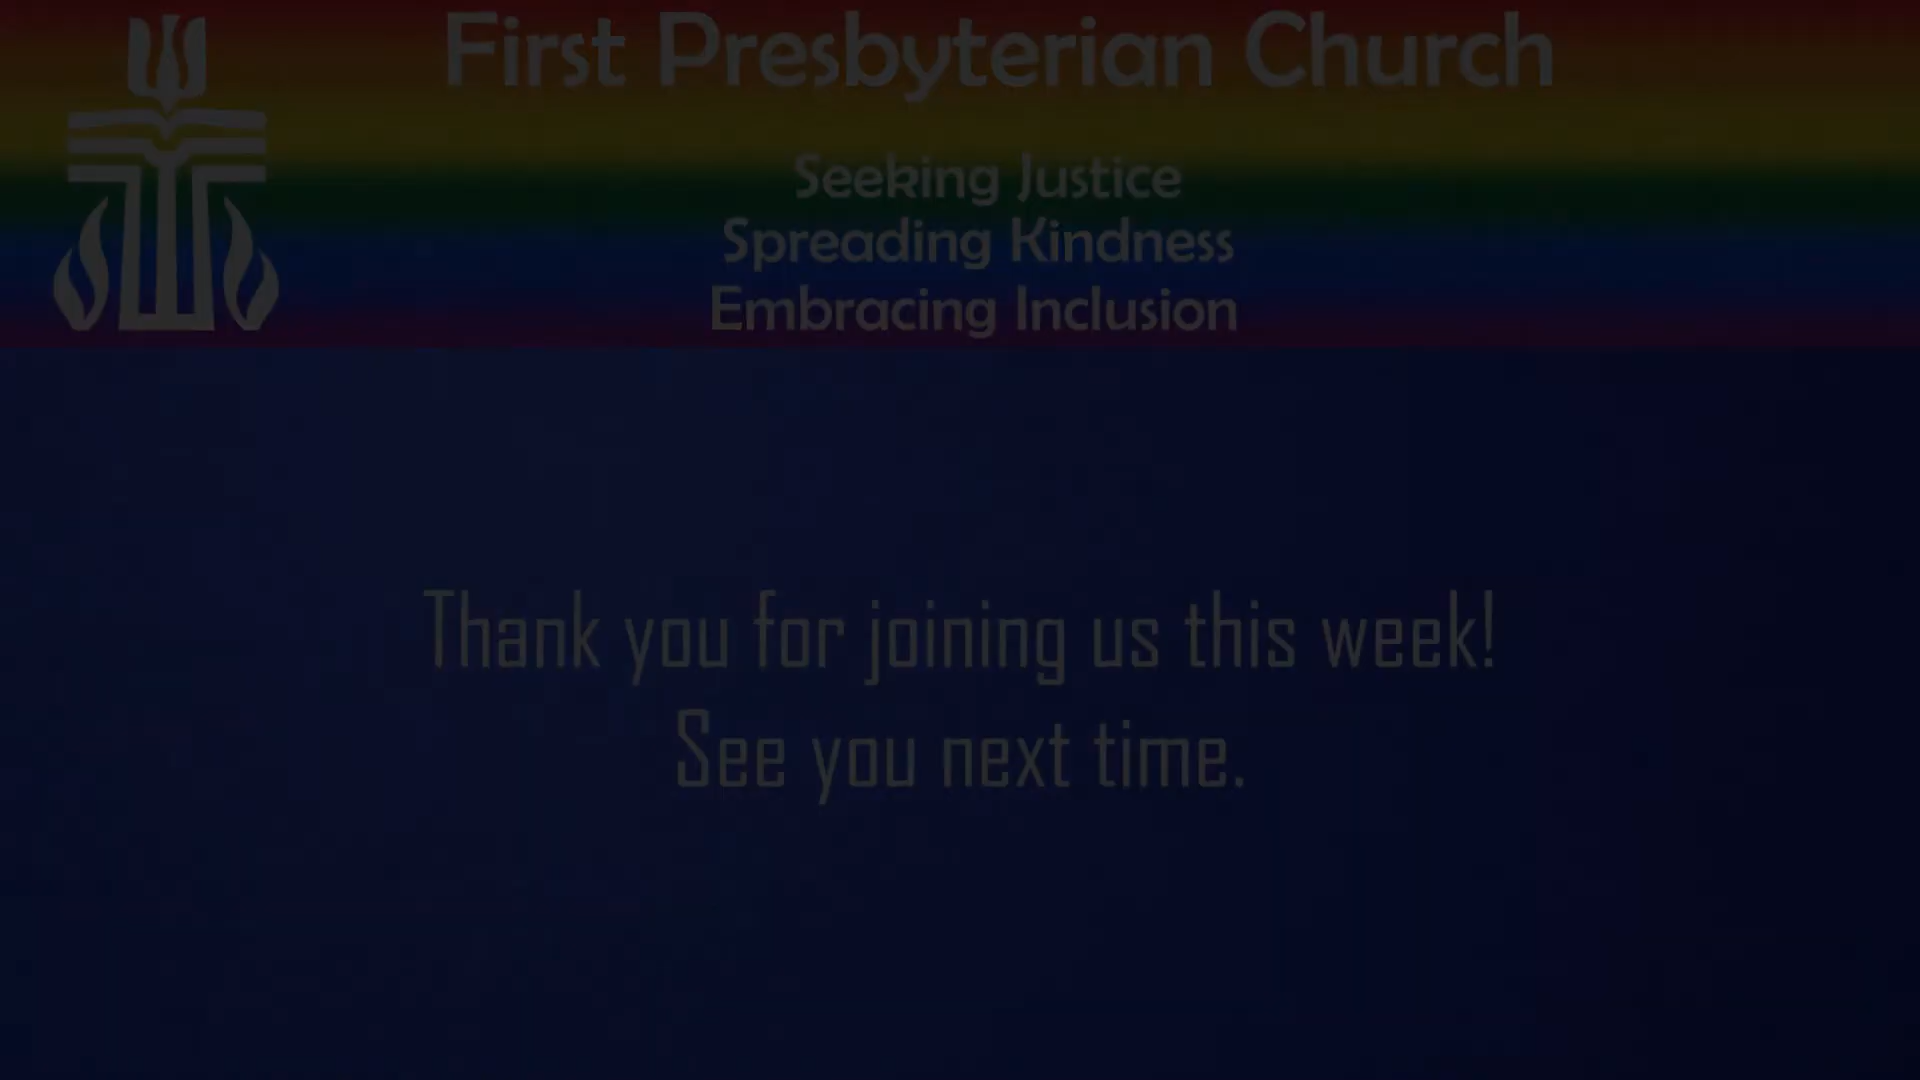 First Presbyterian Church
Seeking Justice
Spreading Kindness
Embracing Inclusion
Thank you for joining us this week!
See you next time.